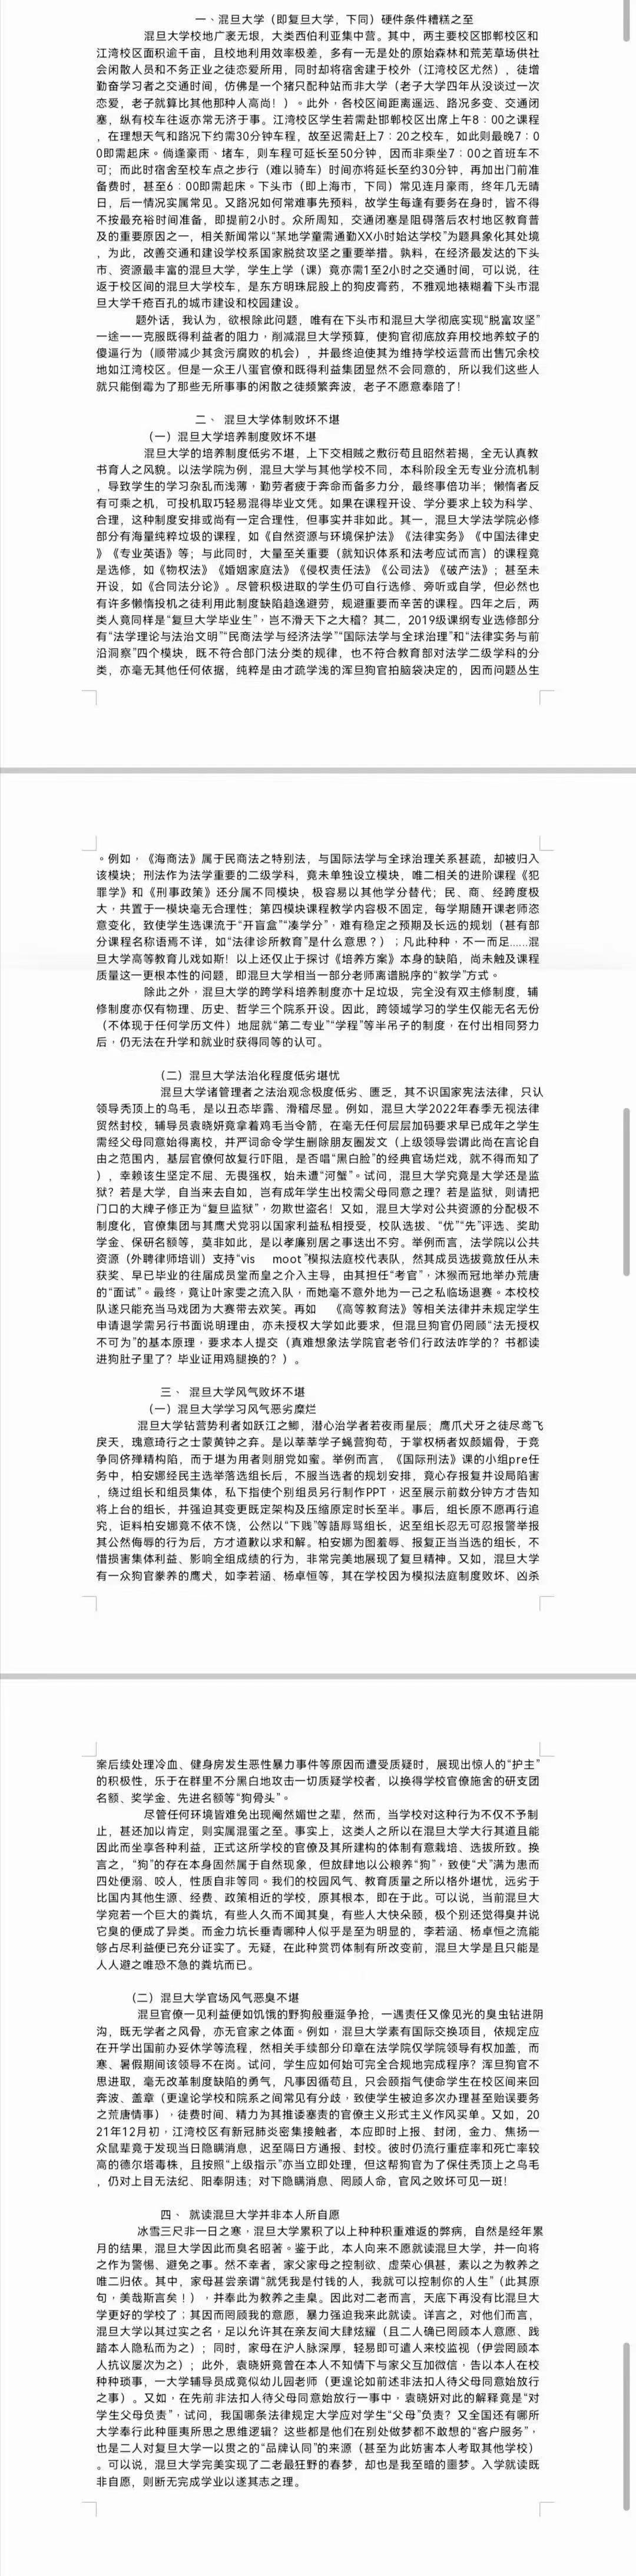 一、混旦大学（即复旦大学，下同）硬件条件糟糕之至
混旦大学校地广袤无垠，大类西伯利亚集中营。其中，两主要校区邯郸校区和
江湾校区面积逾千亩，且校地利用效率极差，多有一无是处的原始森林和荒芜草场供社
会闲散人员和不务正业之徒恋爱所用，同时却将宿舍建于校外（江湾校区尤然），徒增
勤奋学习者之交通时间，仿佛是一个猪只配种站而非大学（老子大学四年从没谈过一次
恋爱，老子就算比其他那种人高尚！）。此外，各校区间距离遥远、路况多变、交通闭
塞，纵有校车往返亦常无济于事。江湾校区学生若需赴邯郸校区出席上午8：00之课程
，在理想天气和路况下约需30分钟车程，故至迟需赶上7：20之校车，如此则最晚7：0
0即需起床。倘逢豪雨、堵车，则车程可延长至50分钟，因而非乘坐7：00之首班车不
可；而此时宿舍至校车点之步行（难以骑车）时间亦将延长至约30分钟，再加出门前准
备费时，甚至6：00即需起床。下头市（即上海市，下同）常见连月豪雨，终年几无晴
日，后一情况实属常见。又路况如何常难事先预料，故学生每逢有要务在身时，皆不得
不按最充裕时间准备，即提前2小时。众所周知，交通闭塞是阻碍落后农村地区教育普
及的重要原因之一，相关新闻常以“某地学童需通勤XX小时始达学校”为题具象化其处境
，为此，改善交通和建设学校系国家脱贫攻坚之重要举措。孰料，在经济最发达的下头
市、资源最丰富的混旦大学，学生上学（课）竟亦需1至2小时之交通时间，可以说，往
返于校区间的混旦大学校车，是东方明珠屁股上的狗皮膏药，不雅观地裱糊着下头市混
旦大学千疮百孔的城市建设和校园建设。
题外话，我认为，欲根除此问题，唯有在下头市和混旦大学彻底实现“脱富攻坚”
一途一一克服既得利益者的阻力，削减混旦大学预算，使狗官彻底放弃用校地养蚊子的
傻逼行为（顺带减少其贪污腐败的机会），并最终迫使其为维持学校运营而出售冗余校
地如江湾校区。但是一众王八蛋官僚和既得利益集团显然不会同意的，所以我们这些人
就只能倒霉为了那些无所事事的闲散之徒频繁奔波，老子不愿意奉陪了！
二、 混旦大学体制败坏不堪
（一）混旦大学培养制度败坏不堪
混旦大学的培养制度低劣不堪，上下交相贼之敷衍苟且昭然若揭，全无认真教
书育人之风貌。以法学院为例，混旦大学与其他学校不同，本科阶段全无专业分流机制
，导致学生的学习杂乱而浅薄，勤劳者疲于奔命而备多力分，最终事倍功半；懒惰者反
有可乘之机，可投机取巧轻易混得毕业文凭。如果在课程开设、学分要求上较为科学、
合理，这种制度安排或尚有一定合理性，但事实并非如此。其一，混旦大学法学院必修
部分有海量纯粹垃圾的课程，如《自然资源与环境保护法》《法律实务》《中国法律史
》《专业英语》等；与此同时，大量至关重要（就知识体系和法考应试而言）的课程竟
是选修，如《物权法》《婚姻家庭法》《侵权责任法》《公司法》《破产法》；甚至未
开设，如《合同法分论》。尽管积极进取的学生仍可自行选修、旁听或自学，但必然也
有许多懒惰投机之徒利用此制度缺陷趋逸避劳，规避重要而辛苦的课程。四年之后，两
类人竟同样是“复旦大学毕业生”，岂不滑天下之大稽？其二，2019级课纲专业选修部分
有“法学理论与法治文明”“民商法学与经济法学”“国际法学与全球治理”和“法律实务与前
沿洞察”四个模块，既不符合部门法分类的规律，也不符合教育部对法学二级学科的分
类，亦毫无其他任何依据，纯粹是由才疏学浅的浑旦狗官拍脑袋决定的，因而问题丛生
。例如，《海商法》属于民商法之特别法，与国际法学与全球治理关系甚疏，却被归入
该模块；刑法作为法学重要的二级学科，竟未单独设立模块，唯二相关的进阶课程《犯
罪学》和《刑事政策》还分属不同模块，极容易以其他学分替代；民、商、经跨度极
大，共置于一模块毫无合理性；第四模块课程教学内容极不固定，每学期随开课老师恣
意变化，致使学生选课流于“开盲盒”“凑学分”，难有稳定之预期及长远的规划（甚有部
分课程名称语焉不详，如“法律诊所教育”是什么意思？）；凡此种种，不一而足……混
旦大学高等教育儿戏如斯！以上还仅止于探讨《培养方案》本身的缺陷，尚未触及课程
质量这一更根本性的问题，即混旦大学相当一部分老师离谱脱序的“教学”方式。
除此之外，混旦大学的跨学科培养制度亦十足垃圾，完全没有双主修制度，辅
修制度亦仅有物理、历史、哲学三个院系开设。因此，跨领域学习的学生仅能无名无份
（不体现于任何学历文件）地屈就“第二专业”“学程”等半吊子的制度，在付出相同努力
后，仍无法在升学和就业时获得同等的认可。
（二）混旦大学法治化程度低劣堪忧
混旦大学诸管理者之法治观念极度低劣、匮乏，其不识国家宪法法律，只认
领导秃顶上的鸟毛，是以丑态毕露、滑稽尽显。例如，混旦大学2022年春季无视法律
贸然封校，辅导员袁晓妍竟拿着鸡毛当令箭，在毫无任何层层加码要求早已成年之学生
需经父母同意始得离校，并严词命令学生删除朋友圈发文（上级领导尝谓此尚在言论自
由之范围内，基层官僚何故复行吓阻，是否唱“黑白脸”的经典官场烂戏，就不得而知了
），幸赖该生坚定不屈、无畏强权，始未遭“河蟹”。试问，混旦大学究竟是大学还是监
狱？若是大学，自当来去自如，岂有成年学生出校需父母同意之理？若是监狱，则请把
门口的大牌子修正为“复旦监狱”，勿欺世盗名！又如，混旦大学对公共资源的分配极不
制度化，官僚集团与其鹰犬党羽以国家利益私相授受，校队选拔、“优”“先”评选、奖助
学金、保研名额等，莫非如此，是以孝廉别居之事迭出不穷。举例而言，法学院以公共
资源（外聘律师培训）支持“vis moot”模拟法庭校代表队，然其成员选拔竟放任从未
获奖、早已毕业的往届成员堂而皇之介入主导，由其担任“考官”，沐猴而冠地举办荒唐
的“面试”。最终，竟让叶家雯之流入队，而她毫不意外地为一己之私临场退赛。本校校
队遂只能充当马戏团为大赛带去欢笑。再如 《高等教育法》等相关法律并未规定学生
申请退学需另行书面说明理由，亦未授权大学如此要求，但混旦狗官仍罔顾“法无授权
不可为”的基本原理，要求本人提交（真难想象法学院官老爷们行政法咋学的？书都读
进狗肚子里了？毕业证用鸡腿换的？）。
三、 混旦大学风气败坏不堪
（一）混旦大学学习风气恶劣糜烂
混旦大学钻营势利者如跃江之鲫，潜心治学者若夜雨星辰；鹰爪犬牙之徒尽鸢飞
戾天，瑰意琦行之士蒙黄钟之弃。是以莘莘学子蝇营狗苟，于掌权柄者奴颜媚骨，于竞
争同侪殚精构陷，而于堪为用者则朋党如蜜。举例而言，《国际刑法》课的小组pre任
务中，柏安娜经民主选举落选组长后，不服当选者的规划安排，竟心存报复并设局陷害
，绕过组长和组员集体，私下指使个别组员另行制作PPT，迟至展示前数分钟方才告知
将上台的组长，并强迫其变更既定架构及压缩原定时长至半。事后，组长原不愿再行追
究，讵料柏安娜竟不依不饶，公然以“下贱”等語辱骂组长，迟至组长忍无可忍报警举报
其公然侮辱的行为后，方才道歉以求和解。柏安娜为图羞辱、报复正当当选的组长，不
惜损害集体利益、影响全组成绩的行为，非常完美地展现了复旦精神。又如，混旦大学
有一众狗官豢养的鹰犬，如李若涵、杨卓恒等，其在学校因为模拟法庭制度败坏、凶杀
案后续处理冷血、健身房发生恶性暴力事件等原因而遭受质疑时，展现出惊人的“护主”
的积极性，乐于在群里不分黑白地攻击一切质疑学校者，以换得学校官僚施舍的研支团
名额、奖学金、先进名额等“狗骨头”。
尽管任何环境皆难免出现阉然媚世之辈，然而，当学校对这种行为不仅不予制
止，甚还加以肯定，则实属混蛋之至。事实上，这类人之所以在混旦大学大行其道且能
因此而坐享各种利益，正式这所学校的官僚及其所建构的体制有意栽培、选拔所致。换
言之，“狗”的存在本身固然属于自然现象，但放肆地以公粮养“狗”，致使“犬”满为患而
四处便溺、咬人，性质自非等同。我们的校园风气、教育质量之所以格外堪忧，远劣于
比国内其他生源、经费、政策相近的学校，原其根本，即在于此。可以说，当前混旦大
学宛若一个巨大的粪坑，有些人久而不闻其臭，有些人大快朵颐，极个别还觉得臭并说
它臭的便成了异类。而金力坑长垂青哪种人似乎是至为明显的，李若涵、杨卓恒之流能
够占尽利益便已充分证实了。无疑，在此种赏罚体制有所改变前，混旦大学是且只能是
人人避之唯恐不急的粪坑而已。
（二）混旦大学官场风气恶臭不堪
混旦官僚一见利益便如饥饿的野狗般垂涎争抢，一遇责任又像见光的臭虫钻进阴
沟，既无学者之风骨，亦无官家之体面。例如，混旦大学素有国际交换项目，依规定应
在开学出国前办妥休学等流程，然相关手续部分印章在法学院仅学院领导有权加盖，而
寒、暑假期间该领导不在岗。试问，学生应如何始可完全合规地完成程序？浑旦狗官不
思进取，毫无改革制度缺陷的勇气，凡事因循苟且，只会颐指气使命学生在校区间来回
奔波、盖章（更遑论学校和院系之间常见有分歧，致使学生被迫多次办理甚至贻误要务
之荒唐情事），徒费时间、精力为其推诿塞责的官僚主义形式主义作风买单。又如，20
21年12月初，江湾校区有新冠肺炎密集接触者，本应即时上报、封闭，金力、焦扬一
众鼠辈竟于发现当日隐瞒消息，迟至隔日方通报、封校。彼时仍流行重症率和死亡率较
高的德尔塔毒株，且按照“上级指示”亦当立即处理，但这帮狗官为了保住秃顶上之鸟毛
，仍对上目无法纪、阳奉阴违；对下隐瞒消息、罔顾人命，官风之败坏可见一斑！
四、 就读混旦大学并非本人所自愿
冰雪三尺非一日之寒，混旦大学累积了以上种种积重难返的弊病，自然是经年累
月的结果，混旦大学因此而臭名昭著。鉴于此，本人向来不愿就读混旦大学，并一向将
之作为警惕、避免之事。然不幸者，家父家母之控制欲、虚荣心俱甚，素以之为教养之
唯二归依。其中，家母甚尝亲谓“就凭我是付钱的人，我就可以控制你的人生”（此其原
句，美哉斯言矣！），并奉此为教养之圭臬。因此对二老而言，天底下再没有比混旦大
学更好的学校了；其因而罔顾我的意愿，暴力强迫我来此就读。详言之，对他们而言，
混旦大学以其过实之名，足以允许其在亲友间大肆炫耀（且二人确已罔顾本人意愿、践
踏本人隐私而为之）；同时，家母在沪人脉深厚，轻易即可遣人来校监视（伊尝罔顾本
人抗议屡次为之）；此外，袁晓妍竟曾在本人不知情下与家父互加微信，告以本人在校
种种琐事，一大学辅导员成竟似幼儿园老师（更遑论如前述非法扣人待父母同意始放行
之事）。又如，在先前非法扣人待父母同意始放行一事中，袁晓妍对此的解释竟是“对
学生父母负责”，试问，我国哪条法律规定大学应对学生“父母”负责？又全国还有哪所
大学奉行此种匪夷所思之思维逻辑？这些都是他们在别处做梦都不敢想的“客户服务”，
也是二人对复旦大学一以贯之的“品牌认同”的来源（甚至为此妨害本人考取其他学校）
。可以说，混旦大学完美实现了二老最狂野的春梦，却也是我至暗的噩梦。入学就读既
非自愿，则断无完成学业以遂其志之理。